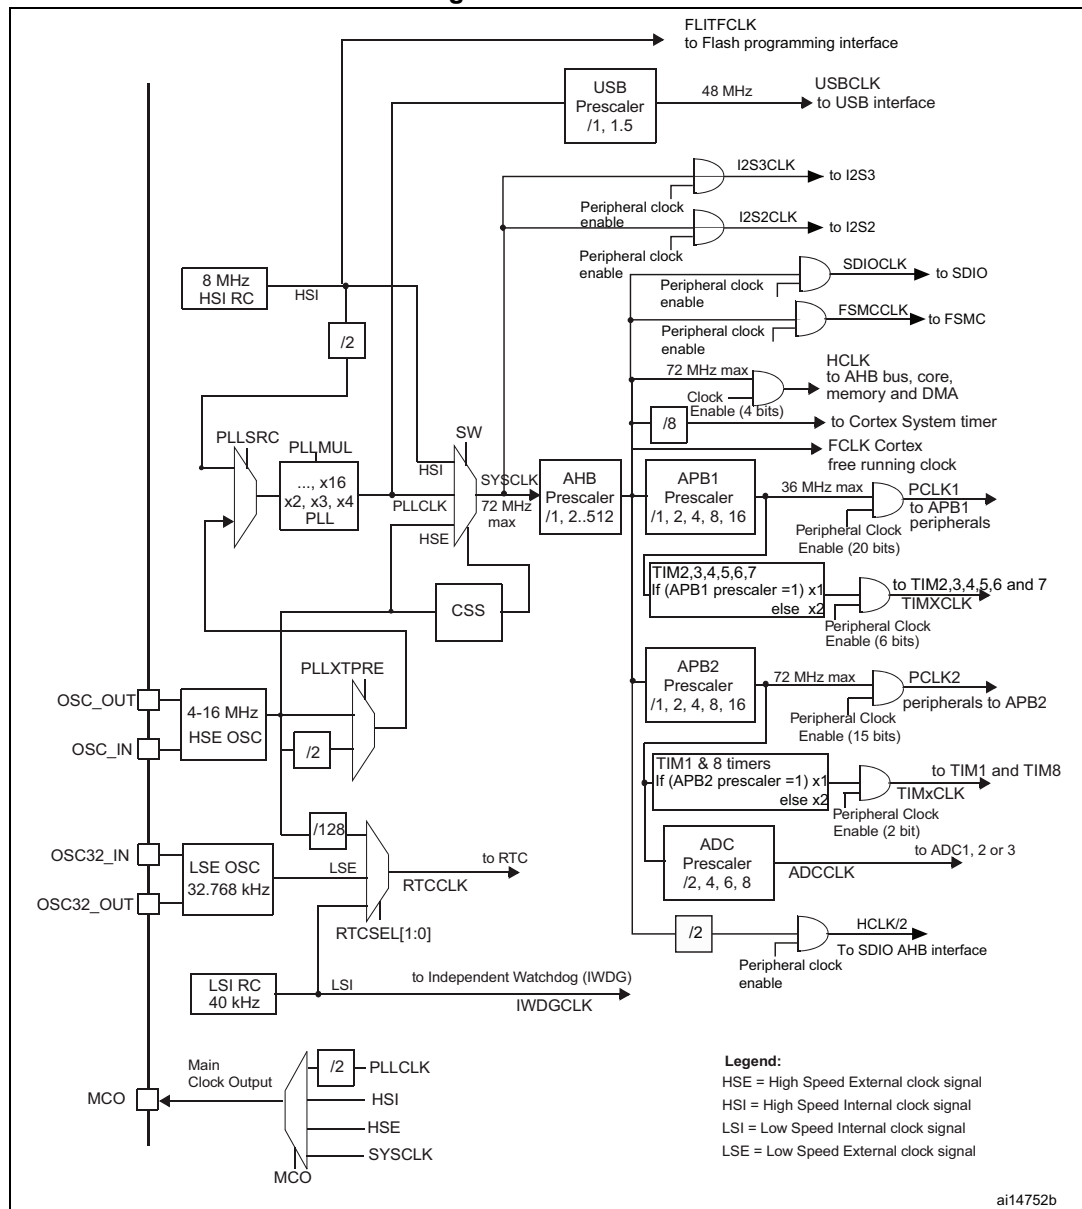 FLITFCLK
to Flash programming interface
USB
Prescaler
/1, 1.5
48 MHz
USBCLK
to USB interface
I2S3CLK
to I2S3
Peripheral clock
enable
I2S2CLK
to I2S2
Peripheral clock
enable
8 MHz
HSI RC
HSI
SDIOCLK
to SDIO
Peripheral clock
enable
FSMCCLK
to FSMC
Peripheral clock
enable
/2
72 MHz max
HCLK
to AHB bus, core,
memory and DMA
Clock
Enable (4 bits)
/8
to Cortex System timer
FCLK Cortex
free running clock
PLLSRC
PLLMUL
..., x16
x2, x3, x4
PLL
SW
HSI
PLLCLK
HSE
SYSCLK
72 MHz
max
AHB
Prescaler
/1, 2..512
APB1
Prescaler
/1, 2, 4, 8, 16
36 MHz max
PCLK1
to APB1
peripherals
Peripheral Clock
Enable (20 bits)
TIM2,3,4,5,6,7
If (APB1 prescaler =1) x1
else x2
to TIM2,3,4,5,6 and 7
TIMXCLK
Peripheral Clock
Enable (6 bits)
CSS
PLLXTPRE
OSC_OUT
OSC_IN
4-16 MHz
HSE OSC
/2
APB2
Prescaler
/1, 2, 4, 8, 16
72 MHz max
PCLK2
peripherals to APB2
Peripheral Clock
Enable (15 bits)
TIM1 & 8 timers
If (APB2 prescaler =1) x1
else x2
to TIM1 and TIM8
TIMxCLK
Peripheral Clock
Enable (2 bit)
/128
OSC32_IN
OSC32_OUT
LSE OSC
32.768 kHz
LSE
to RTC
RTCCLK
RTCSEL[1:0]
ADC
Prescaler
/2, 4, 6, 8
to ADC1, 2 or 3
ADCCLK
/2
HCLK/2
To SDIO AHB interface
Peripheral clock
enable
LSI RC
40 kHz
LSI
to Independent Watchdog (IWDG)
IWDGCLK
MCO
Main
Clock Output
/2
PLLCLK
HSI
HSE
SYSCLK
MCO
Legend:
HSE = High Speed External clock signal
HSI = High Speed Internal clock signal
LSI = Low Speed Internal clock signal
LSE = Low Speed External clock signal
ai14752b